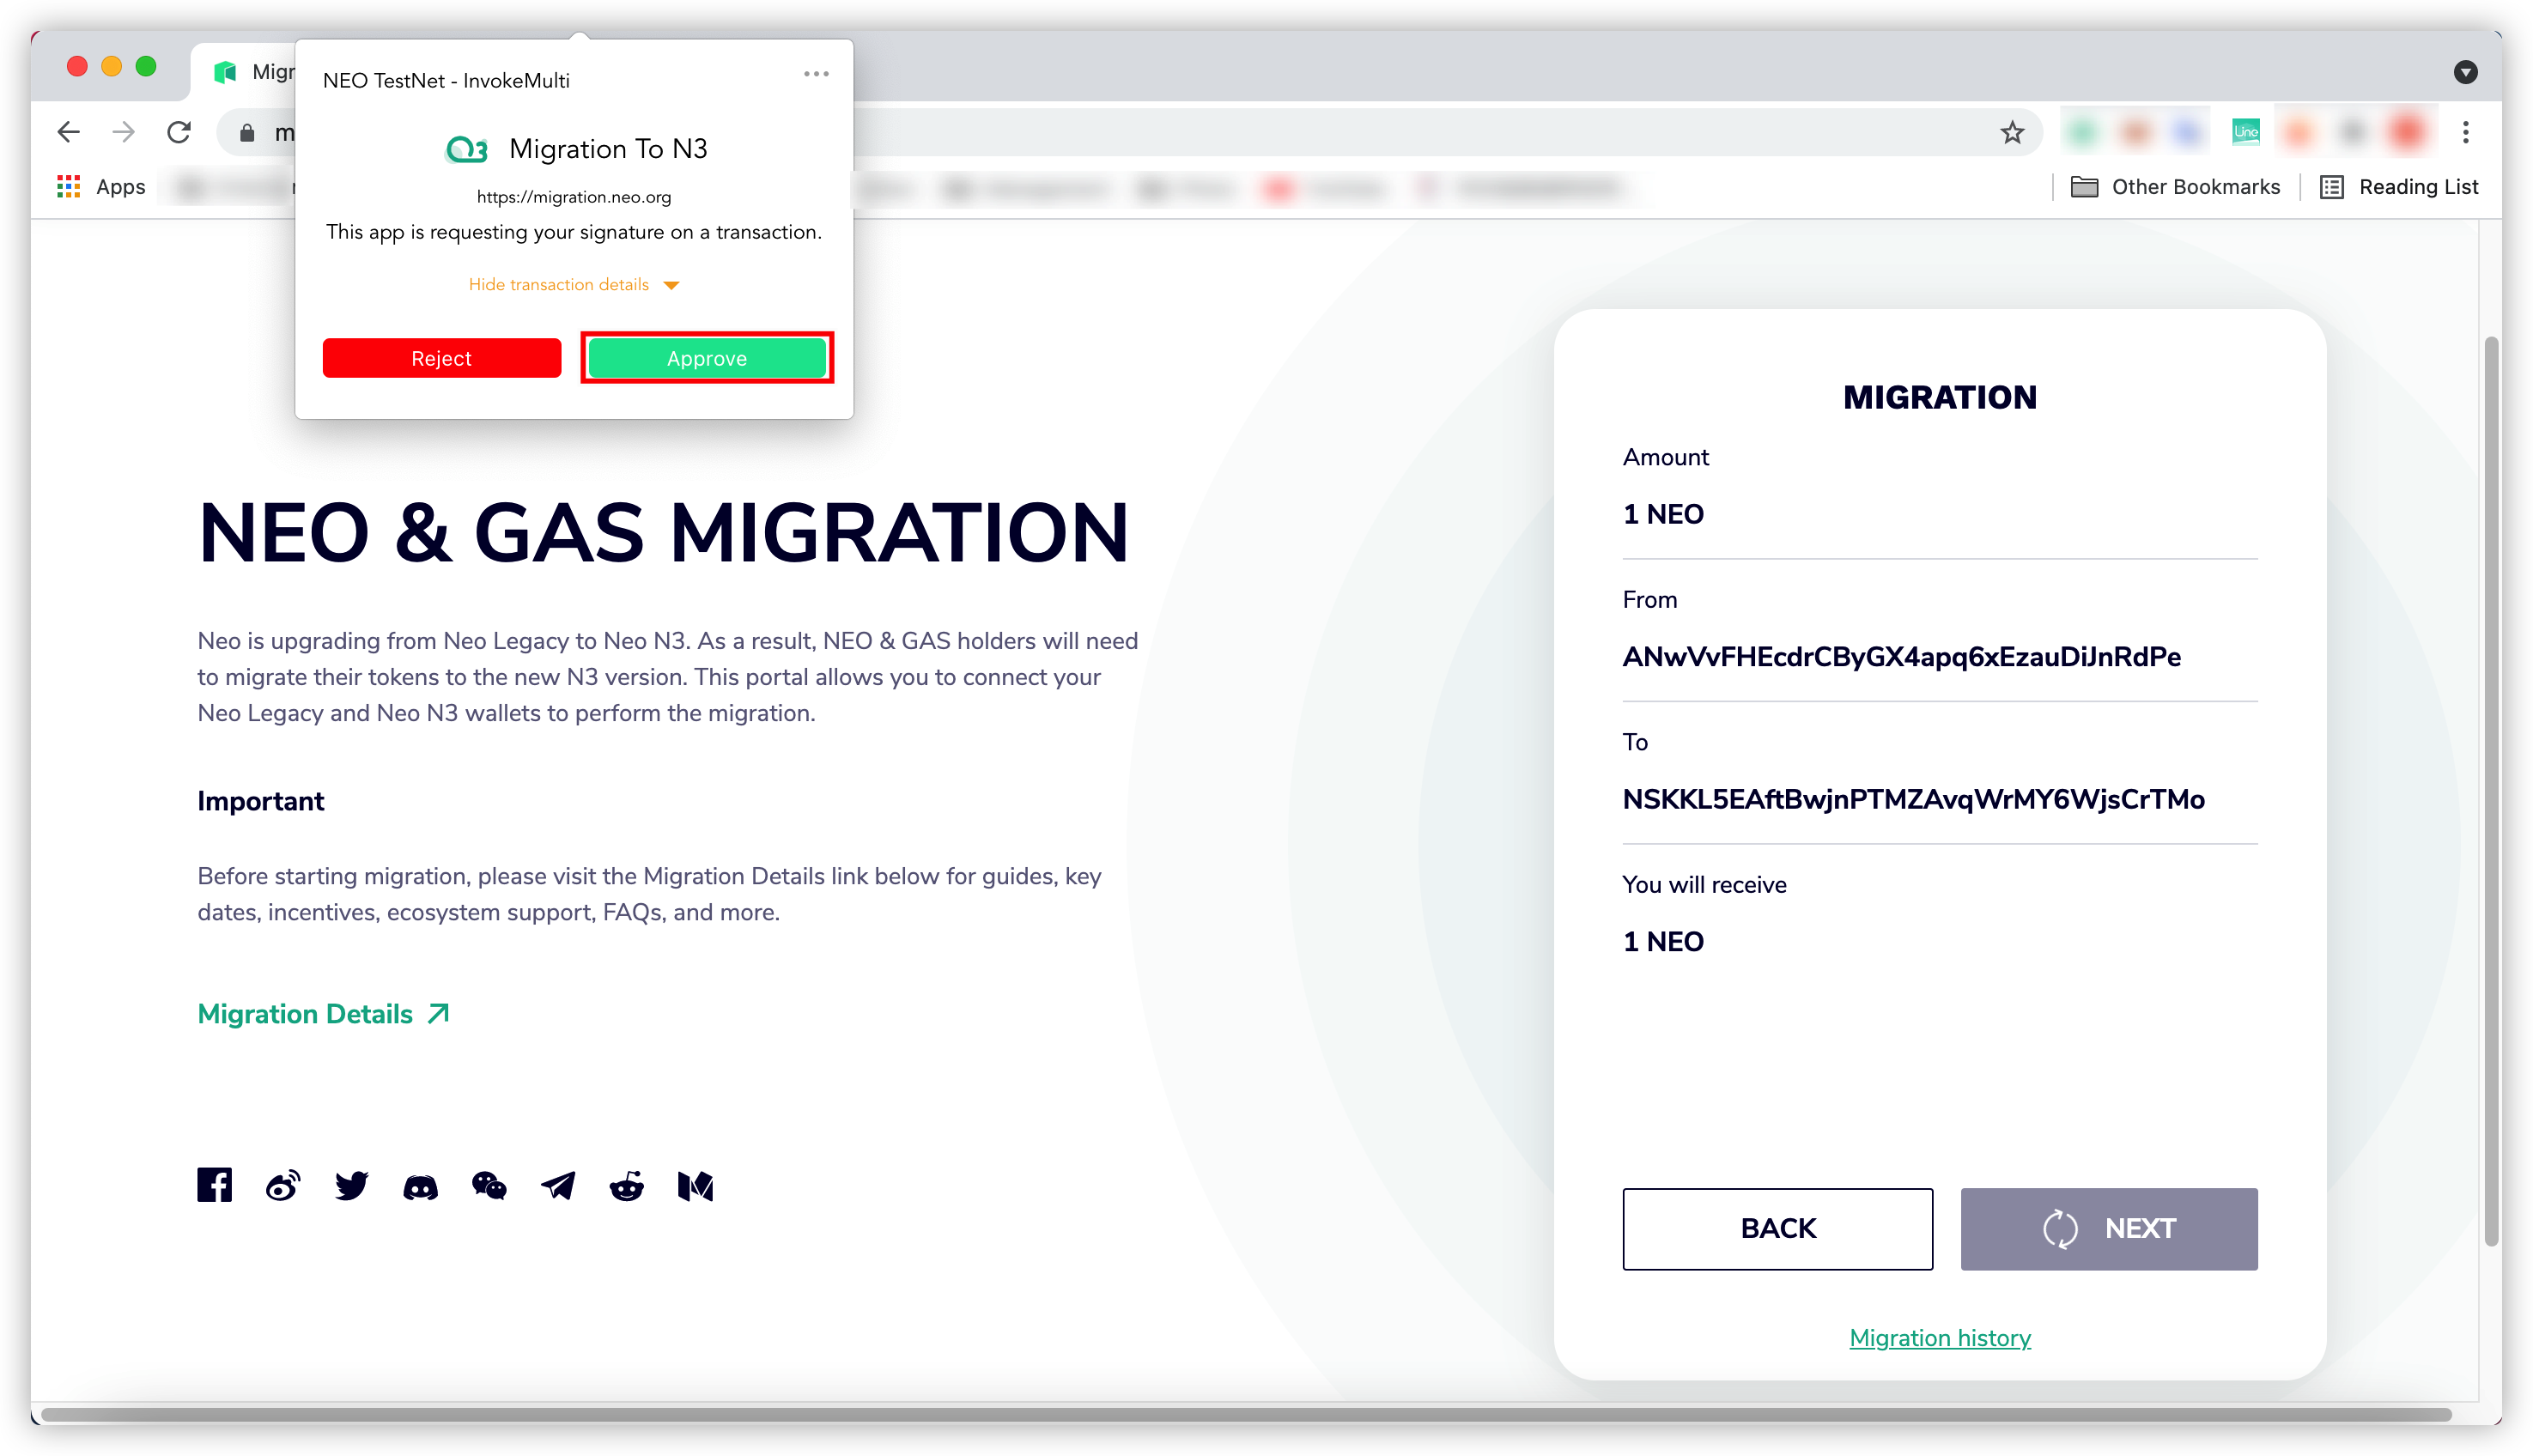 Migr
NEO TestNet - InvokeMulti
Migration To N3
https://migration.neo.org
This app is requesting your signature on a transaction.
Hide transaction details
Reject
Approve
m
Line
Apps
Other Bookmarks
Reading List
NEO & GAS MIGRATION
Neo is upgrading from Neo Legacy to Neo N3. As a result, NEO & GAS holders will need
to migrate their tokens to the new N3 version. This portal allows you to connect your
Neo Legacy and Neo N3 wallets to perform the migration.
Important
Before starting migration, please visit the Migration Details link below for guides, key
dates, incentives, ecosystem support, FAQs, and more.
Migration Details
MIGRATION
Amount
1 NEO
From
ANwVvFHEcdrCByGX4apq6xEzauDiJnRdPe
To
NSKKL5EAftBwjnPTMZAvqWrMY6WjsCrTMo
You will receive
1 NEO
BACK
NEXT
Migration history